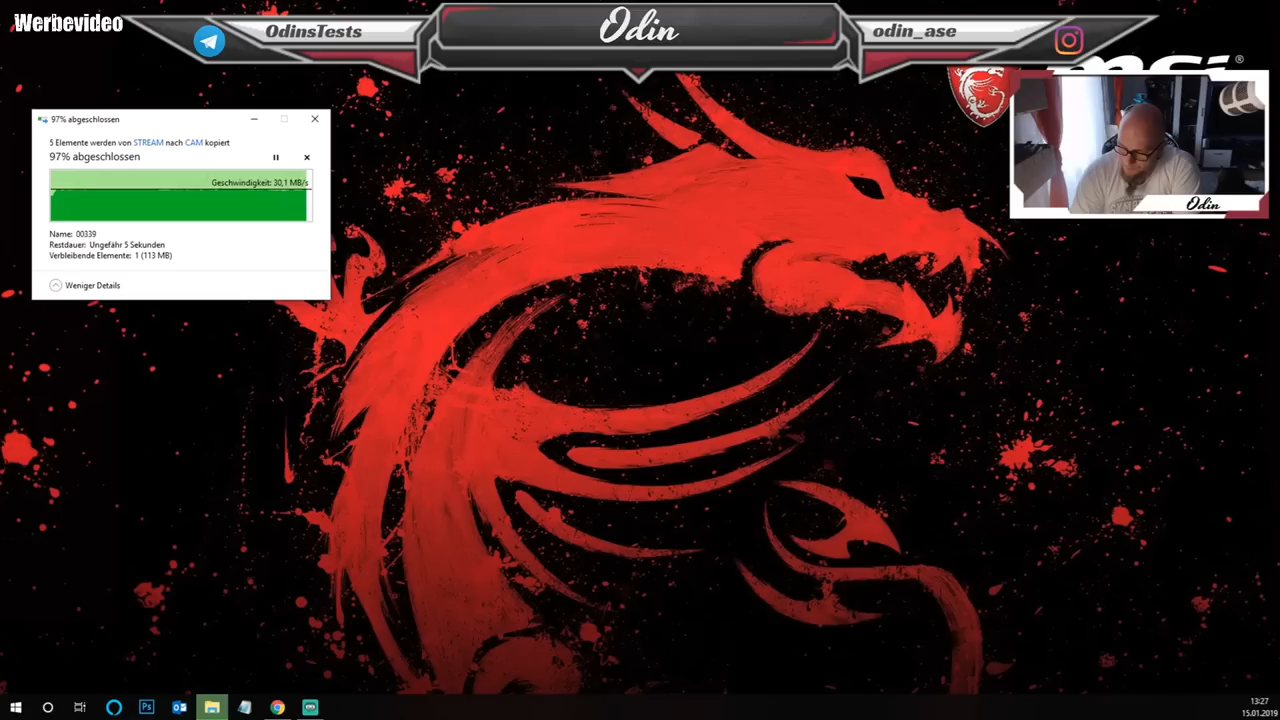 Werbevideo
OdinsTests
Odin
odin_ase
msi®
97% abgeschlossen
5 Elemente werden von STREAM nach CAM kopiert
97% abgeschlossen
Geschwindigkeit: 30,1 MB/s
Name: 00339
Restdauer: Ungefähr 5 Sekunden
Verbleibende Elemente: 1 (113 MB)
Weniger Details
Odin
Ps
13:27
15.01.2019